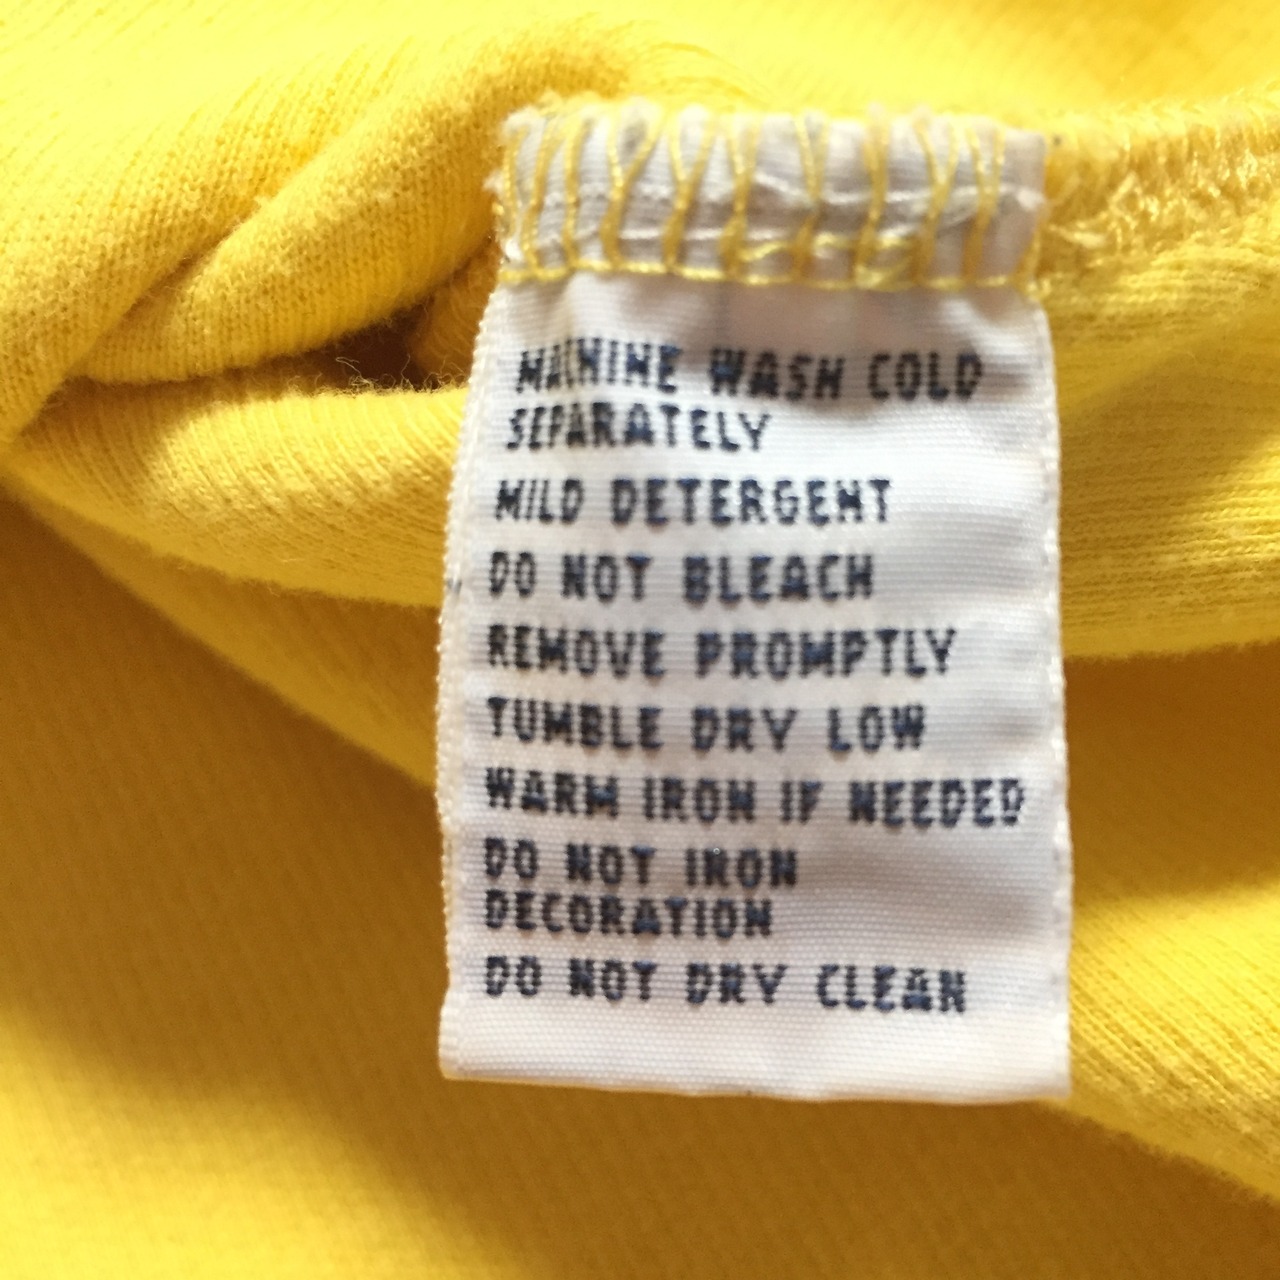 MACHINE WASH COLD
SEPARATELY
MILD DETERGENT
DO NOT BLEACH
REMOVE PROMPTLY
TUMBLE DRY LOW
WARM IRON IF NEEDED
DO NOT IRON
DECORATION
DO NOT DRY CLEAN